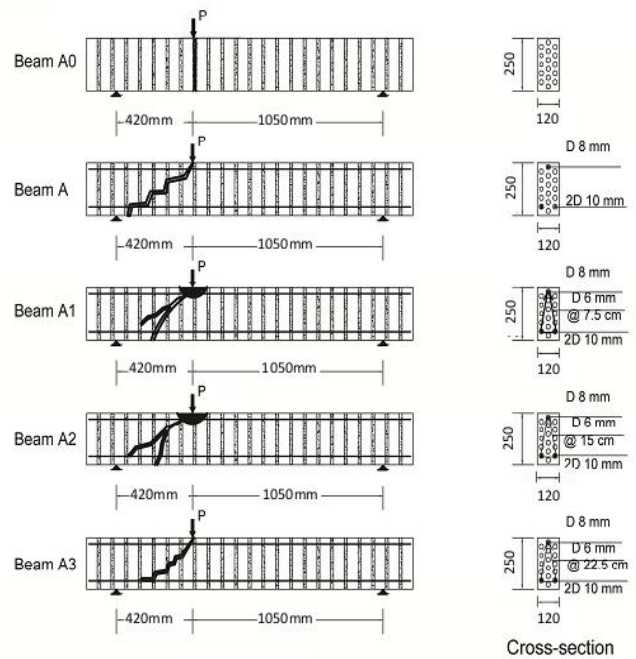 P
Beam A0
250
420mm
1050mm
120
P
D 8 mm
Beam A
250
2D 10 mm
420mm
1050mm
120
P
D 8 mm
D 6 mm
Beam A1
250
@ 7.5 cm
2D 10 mm
420mm
1050mm
120
P
D 8 mm
D 6 mm
Beam A2
250
@ 15 cm
2D 10 mm
420mm
1050mm
120
P
D 8 mm
D 6 mm
Beam A3
250
@ 22.5 cm
2D 10 mm
420mm
1050mm
120
Cross-section